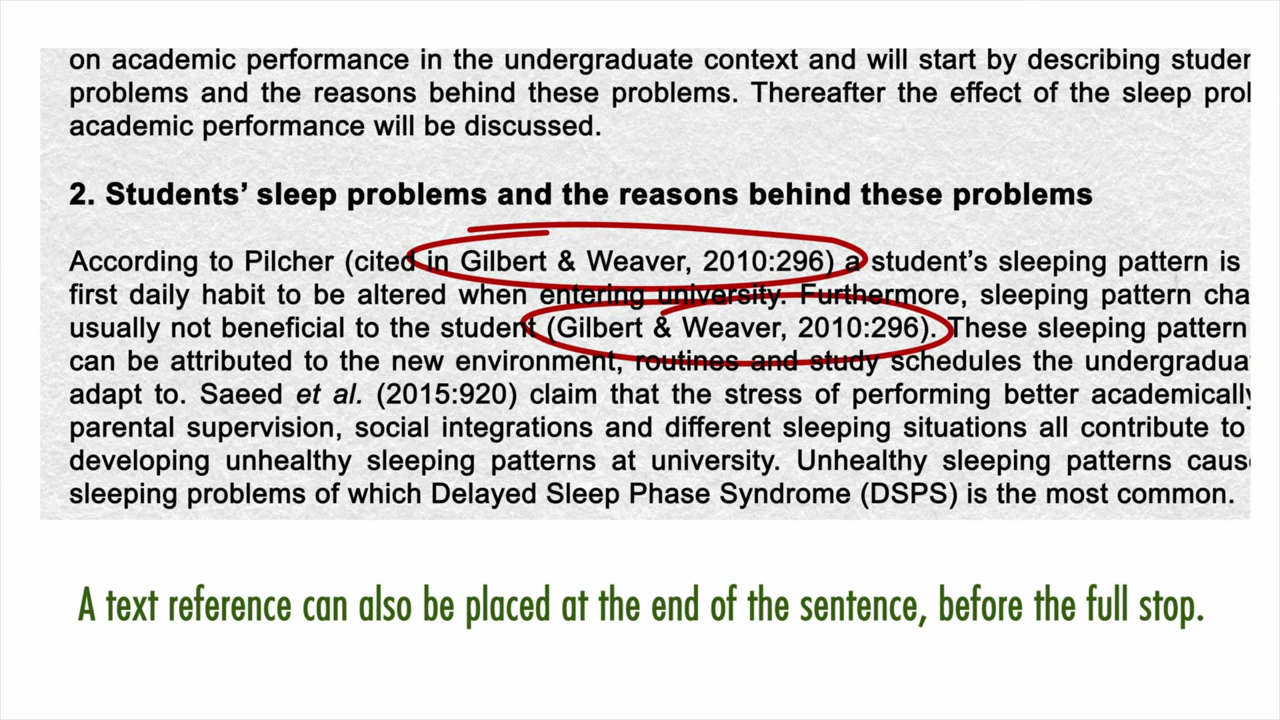 on academic performance in the undergraduate context and will start by describing
problems and the reasons behind these problems. Thereafter the effect of the sleep
academic performance will be discussed.
2. Students’ sleep problems and the reasons behind these problems
According to Pilcher (cited in Gilbert & Weaver, 2010:296) a student’s sleeping pattern is
first daily habit to be altered when entering university. Furthermore, sleeping pattern
usually not beneficial to the student (Gilbert & Weaver, 2010:296). These sleeping pattern
can be attributed to the new environment, routines and study schedules the
adapt to. Saeed et al. (2015:920) claim that the stress of performing better academically
parental supervision, social integrations and different sleeping situations all contribute to
developing unhealthy sleeping patterns at university. Unhealthy sleeping patterns
sleeping problems of which Delayed Sleep Phase Syndrome (DSPS) is the most common.
A text reference can also be placed at the end of the sentence, before the full stop.